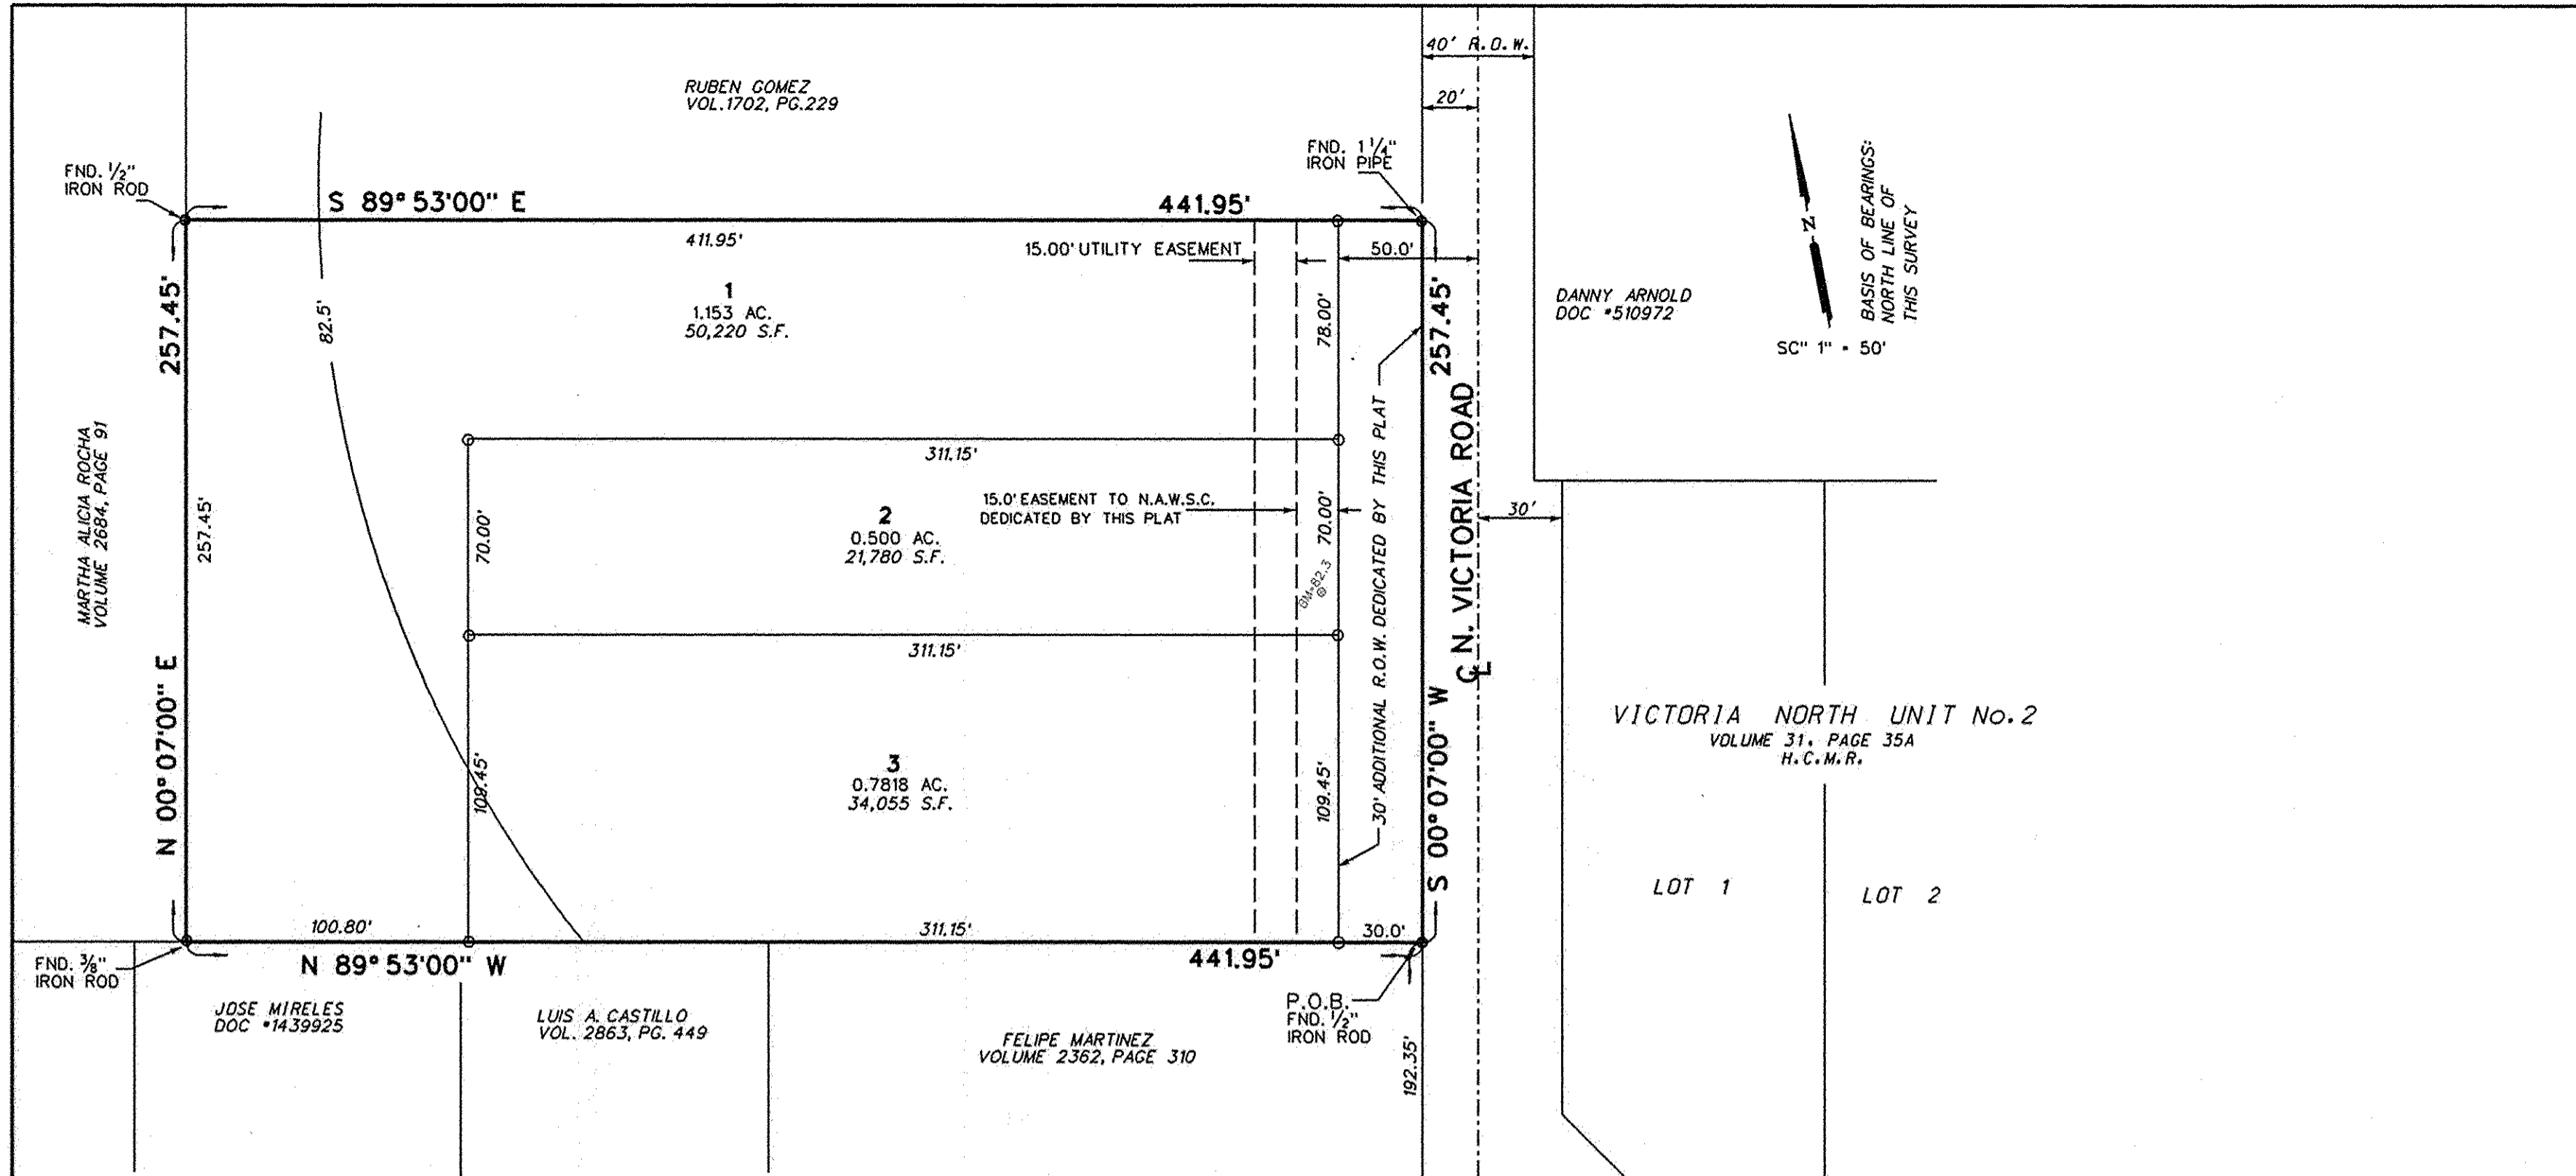 40' R.O.W.
20'
RUBEN GOMEZ
VOL.1702, PG.229
FND. 1 1/4"
IRON PIPE
FND. 1/2"
IRON ROD
S 89°53'00" E
441.95'
411.95'
15.00' UTILITY EASEMENT
50.0'
BASIS OF BEARINGS:
NORTH LINE OF
THIS SURVEY
N
SC" 1" = 50'
DANNY ARNOLD
DOC #510972
257.45'
82.5'
1
1.153 AC.
50,220 S.F.
78.00'
257.45'
MARTHA ALICIA ROCHA
VOLUME 2684, PAGE 91
257.45'
311.15'
70.00'
2
0.500 AC.
21,780 S.F.
15.0' EASEMENT TO N.A.W.S.C.
DEDICATED BY THIS PLAT
70.00'
BM=82.3
30' ADDITIONAL R.O.W. DEDICATED BY THIS PLAT
N. VICTORIA ROAD
CL
30'
311.15'
N 00°07'00" E
109.45'
3
0.7818 AC.
34,055 S.F.
109.45'
S 00°07'00" W
VICTORIA NORTH UNIT No.2
VOLUME 31, PAGE 35A
H.C.M.R.
LOT 1
LOT 2
100.80'
311.15'
30.0'
N 89°53'00" W
441.95'
FND. 3/8"
IRON ROD
JOSE MIRELES
DOC #1439925
LUIS A. CASTILLO
VOL. 2863, PG. 449
FELIPE MARTINEZ
VOLUME 2362, PAGE 310
P.O.B.
FND. 1/2"
IRON ROD
192.35'